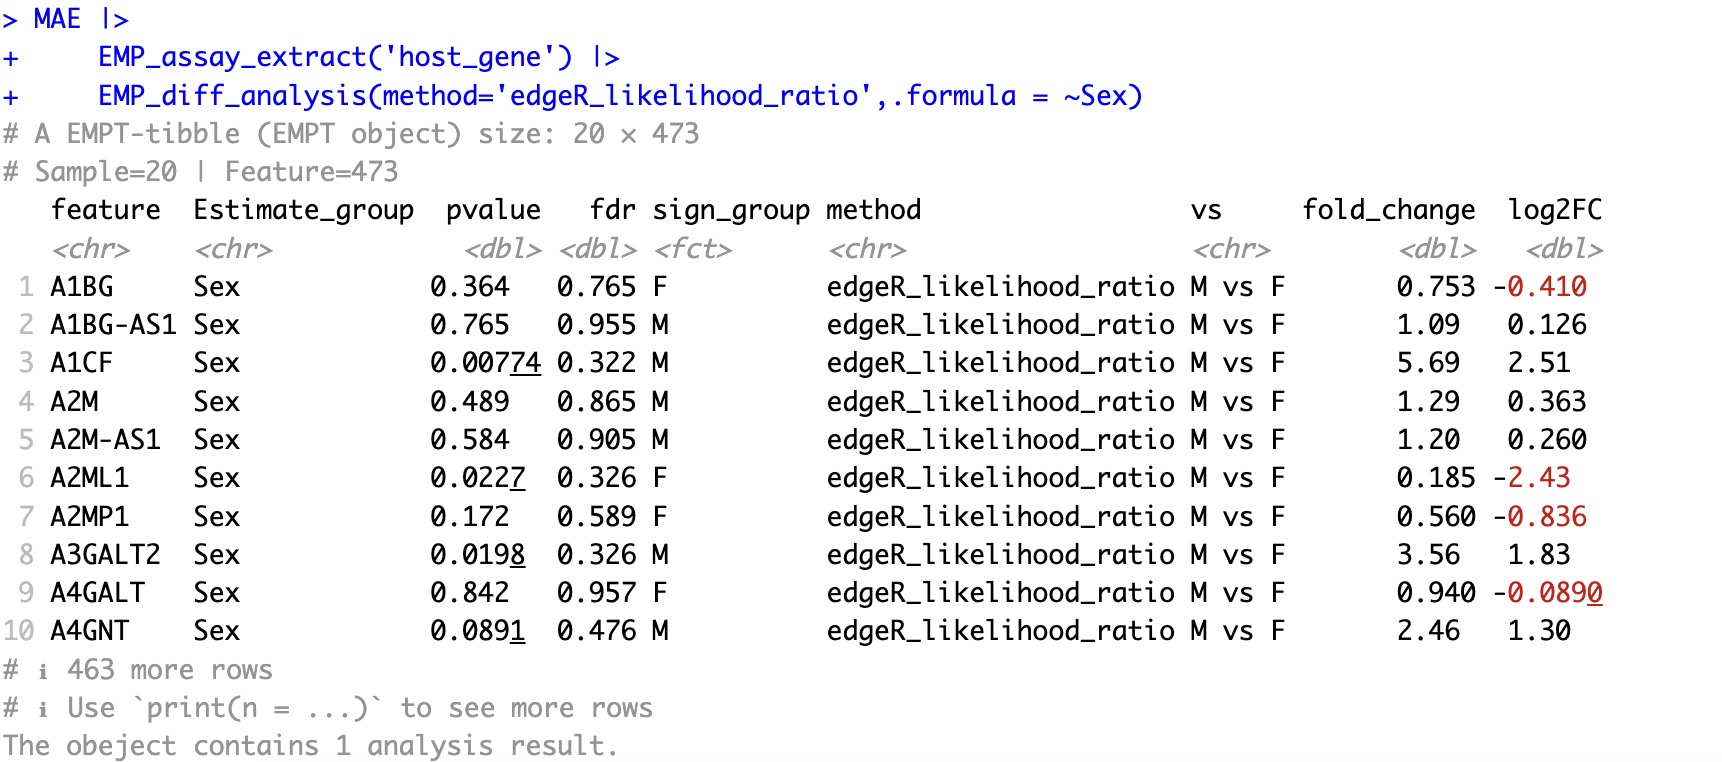 > MAE |>
+     EMP_assay_extract('host_gene') |>
+     EMP_diff_analysis(method='edgeR_likelihood_ratio',.formula = ~Sex)
# A EMPT-tibble (EMPT object) size: 20 × 473
# Sample=20 | Feature=473
   feature  Estimate_group  pvalue   fdr sign_group method                 vs     fold_change  log2FC
   <chr>    <chr>            <dbl> <dbl> <fct>      <chr>                  <chr>        <dbl>   <dbl>
 1 A1BG     Sex            0.364   0.765 F          edgeR_likelihood_ratio M vs F       0.753 -0.410
 2 A1BG-AS1 Sex            0.765   0.955 M          edgeR_likelihood_ratio M vs F       1.09   0.126
 3 A1CF     Sex            0.00774 0.322 M          edgeR_likelihood_ratio M vs F       5.69   2.51
 4 A2M      Sex            0.489   0.865 M          edgeR_likelihood_ratio M vs F       1.29   0.363
 5 A2M-AS1  Sex            0.584   0.905 M          edgeR_likelihood_ratio M vs F       1.20   0.260
 6 A2ML1    Sex            0.0227  0.326 F          edgeR_likelihood_ratio M vs F       0.185 -2.43
 7 A2MP1    Sex            0.172   0.589 F          edgeR_likelihood_ratio M vs F       0.560 -0.836
 8 A3GALT2  Sex            0.0198  0.326 M          edgeR_likelihood_ratio M vs F       3.56   1.83
 9 A4GALT   Sex            0.842   0.957 F          edgeR_likelihood_ratio M vs F       0.940 -0.0890
10 A4GNT    Sex            0.0891  0.476 M          edgeR_likelihood_ratio M vs F       2.46   1.30
# ℹ 463 more rows
# ℹ Use `print(n = ...)` to see more rows
The obeject contains 1 analysis result.